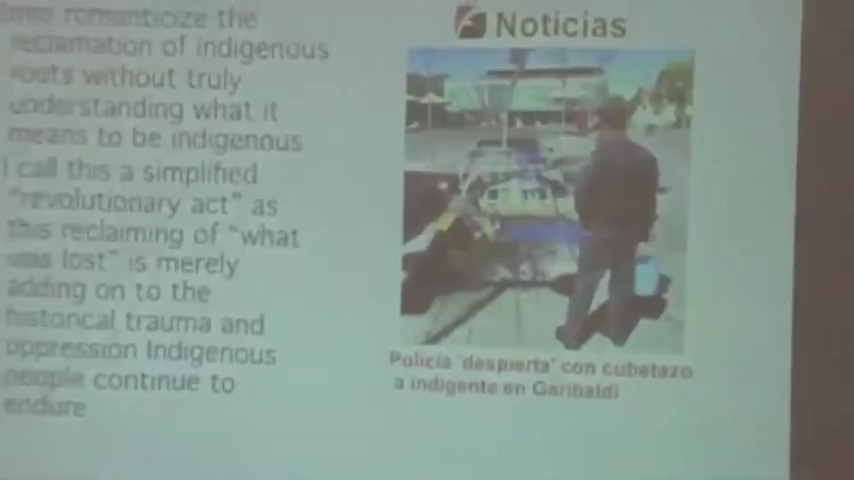 romanticize the
reclamation of indigenous
roots without truly
understanding what it
means to be indigenous
I call this a simplified
"revolutionary act" as
this reclaiming of "what
was lost" is merely
adding on to the
historical trauma and
oppression Indigenous
people continue to
endure
Noticias
Policía 'despierta' con cubetazo
a indigente en Garibaldi